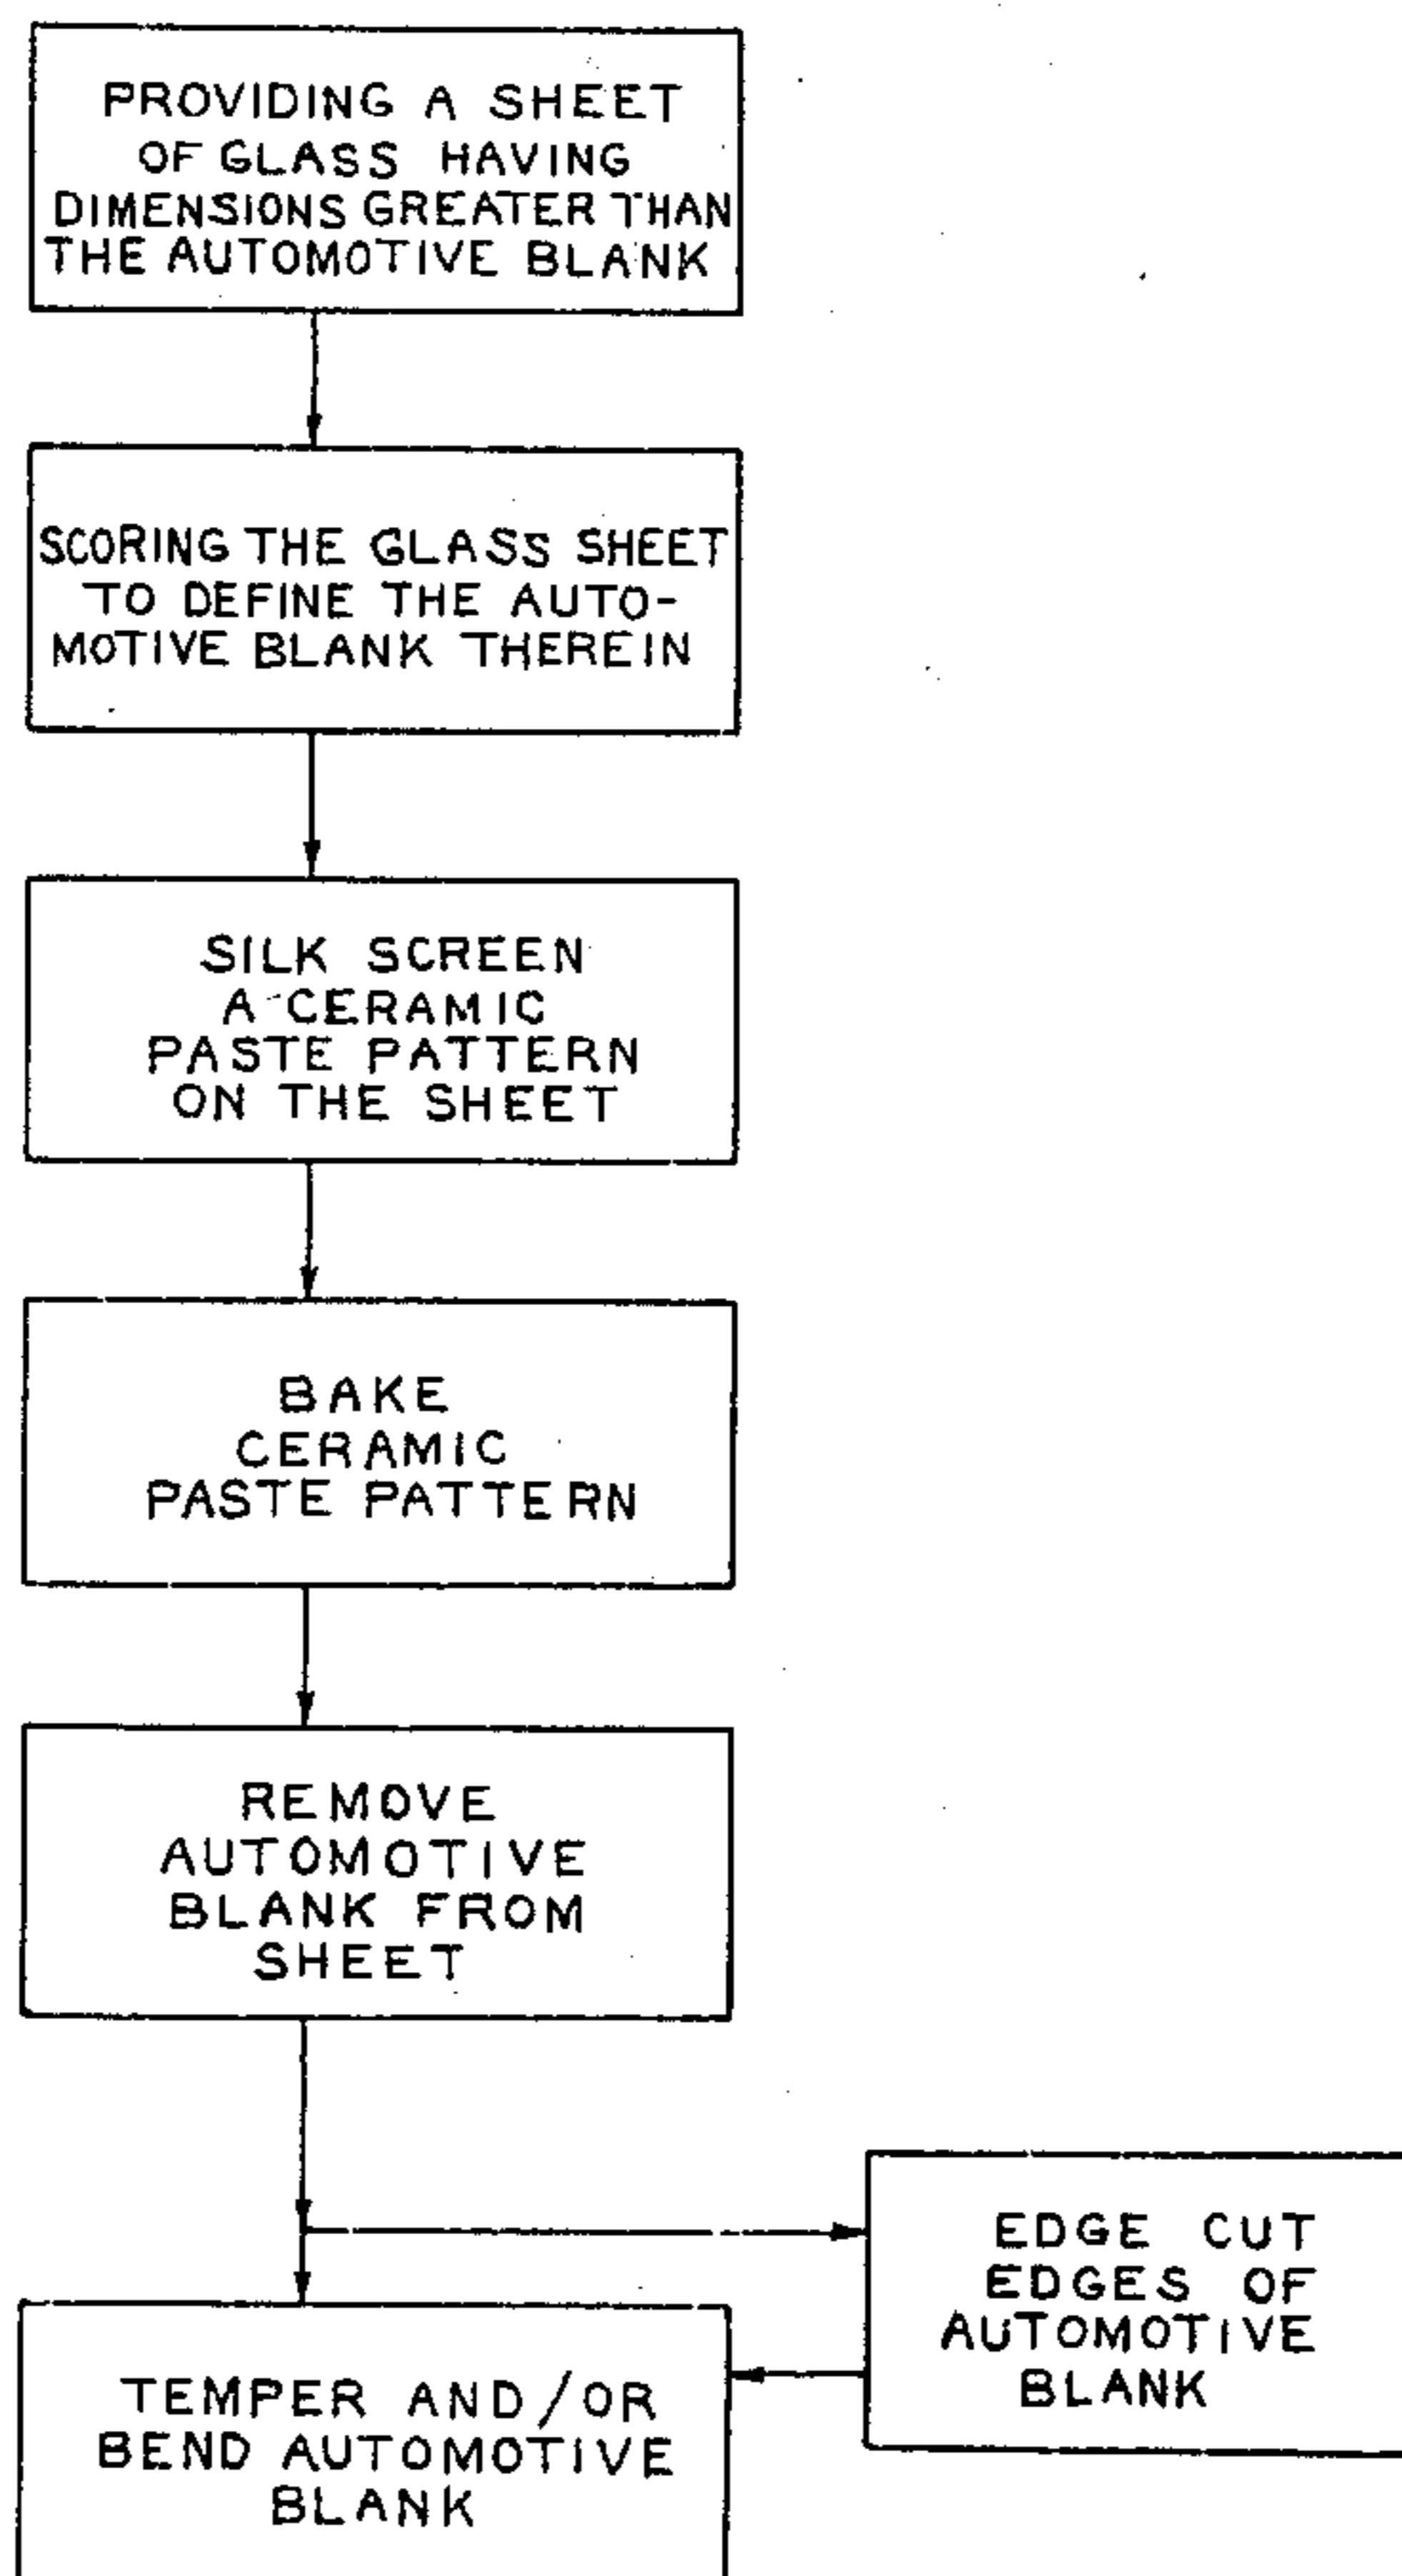 PROVIDING A SHEET
OF GLASS HAVING
DIMENSIONS GREATER THAN
THE AUTOMOTIVE BLANK
SCORING THE GLASS SHEET
TO DEFINE THE AUTO-
MOTIVE BLANK THEREIN
SILK SCREEN
A CERAMIC
PASTE PATTERN
ON THE SHEET
BAKE
CERAMIC
PASTE PATTERN
REMOVE
AUTOMOTIVE
BLANK FROM
SHEET
EDGE CUT
EDGES OF
AUTOMOTIVE
BLANK
TEMPER AND/OR
BEND AUTOMOTIVE
BLANK